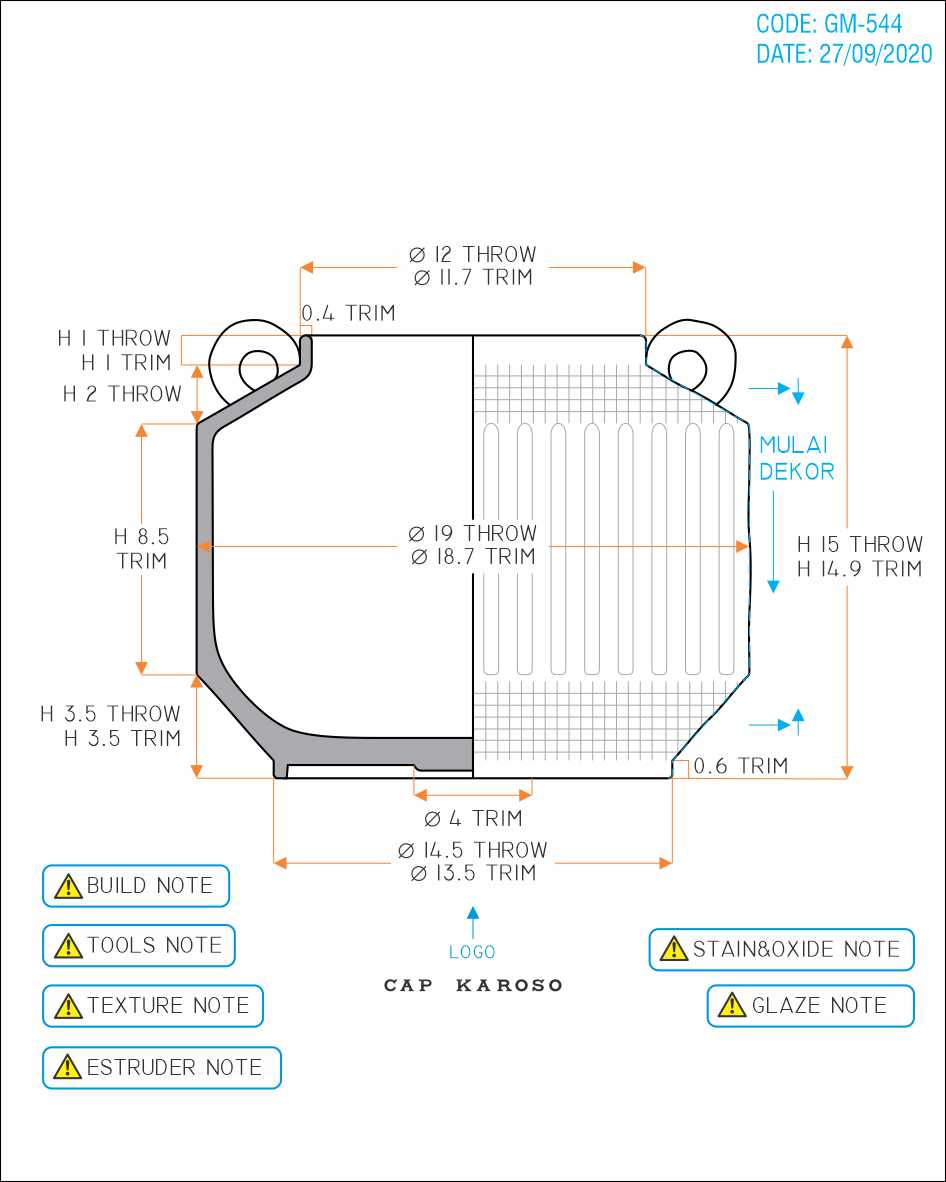 CODE: GM-544
DATE: 27/09/2020
Ø 12 THROW
Ø 11.7 TRIM
0.4 TRIM
H 1 THROW
H 1 TRIM
H 2 THROW
MULAI
DEKOR
H 8.5
TRIM
Ø 19 THROW
Ø 18.7 TRIM
H 15 THROW
H 14.9 TRIM
H 3.5 THROW
H 3.5 TRIM
0.6 TRIM
Ø 4 TRIM
Ø 14.5 THROW
Ø 13.5 TRIM
LOGO
CAP KAROSO
BUILD NOTE
TOOLS NOTE
TEXTURE NOTE
ESTRUDER NOTE
STAIN&OXIDE NOTE
GLAZE NOTE